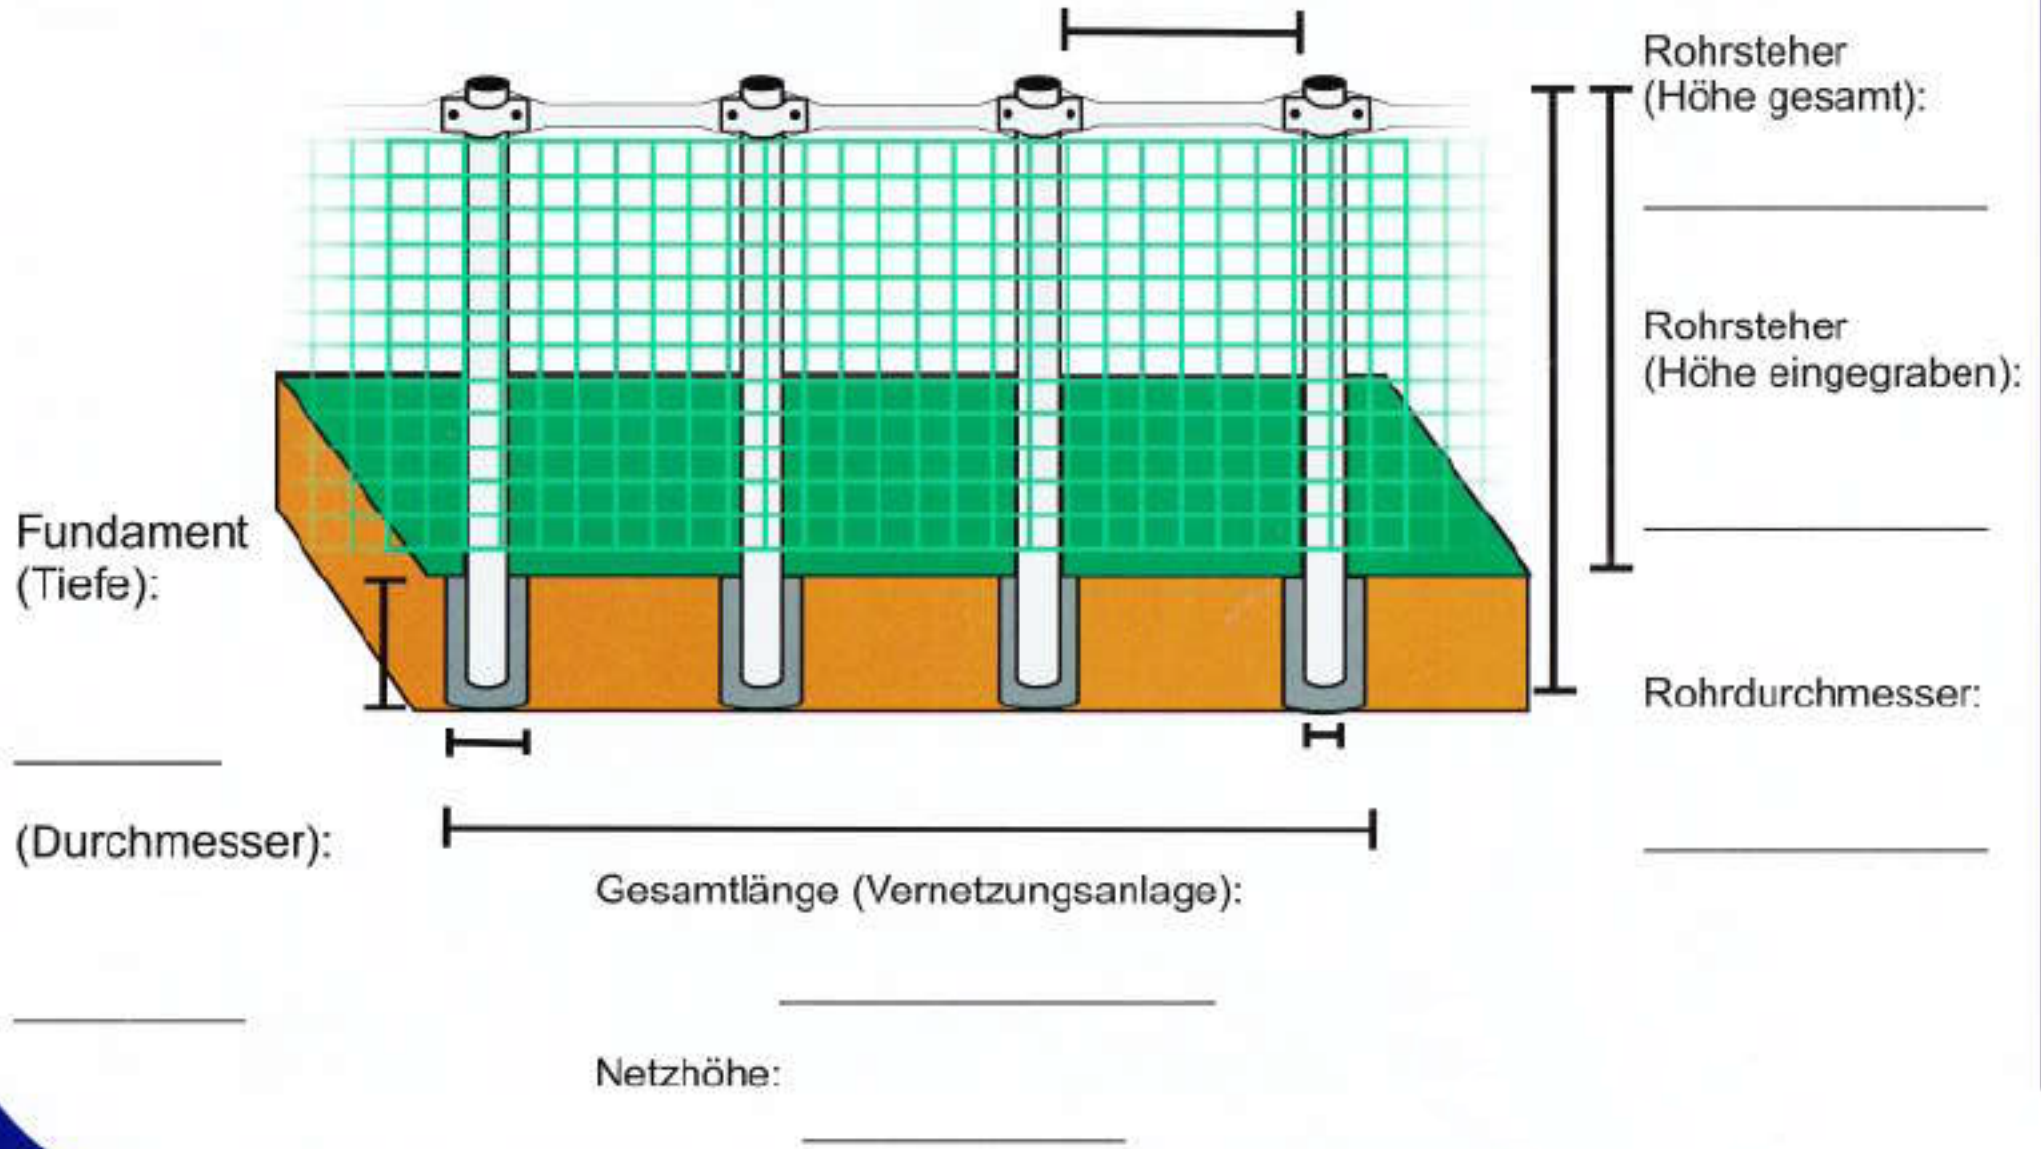 Rohrsteher
(Höhe gesamt):
Rohrsteher
(Höhe eingegraben):
Fundament
(Tiefe):
Rohrdurchmesser:
(Durchmesser):
Gesamtlänge (Vernetzungsanlage):
Netzhöhe: